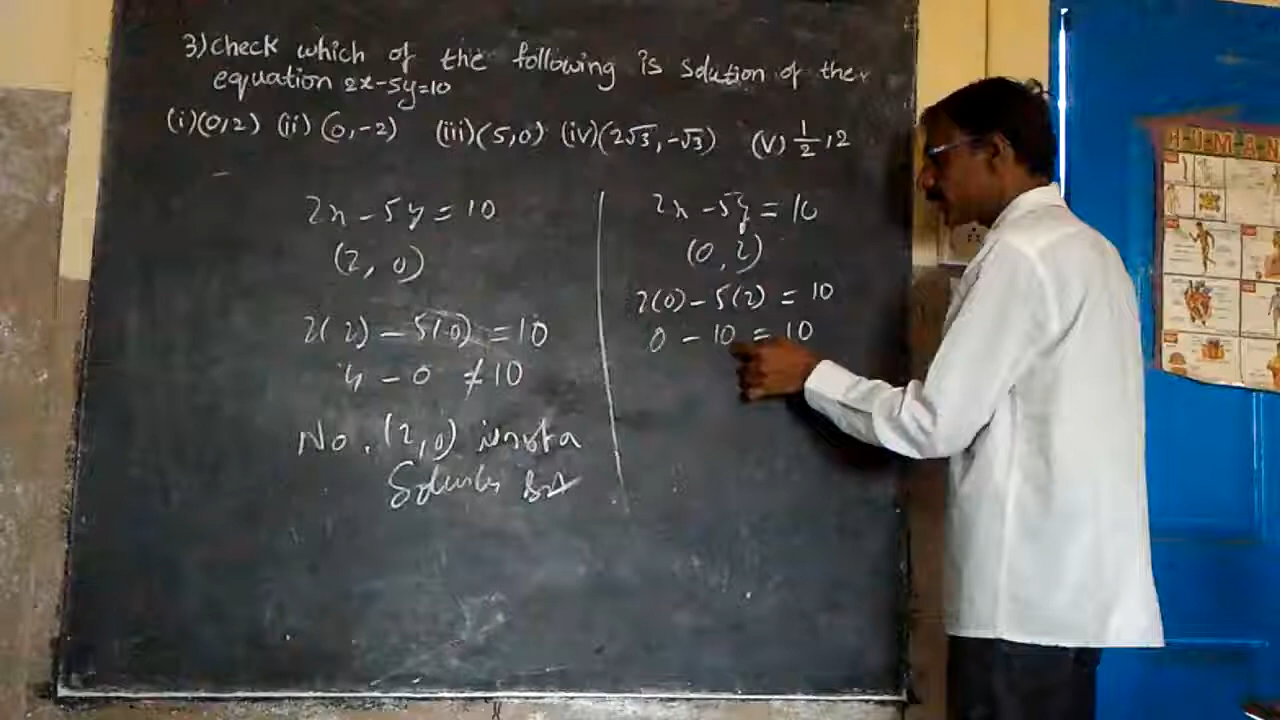 3) check which of the following is solution of the
equation 2x-5y=10
(i)(0,2) (ii) (0,-2) (iii)(5,0) (iv)(2√3,-√3) (V) 1/2,2
2x - 5y = 10
(2, 0)
2(2) - 5(0) = 10
4 - 0 ≠ 10
No. (2,0) is not a
2x - 5y = 10
(0, 2)
2(0) - 5(2) = 10
0 - 10 = 10
HUMAN